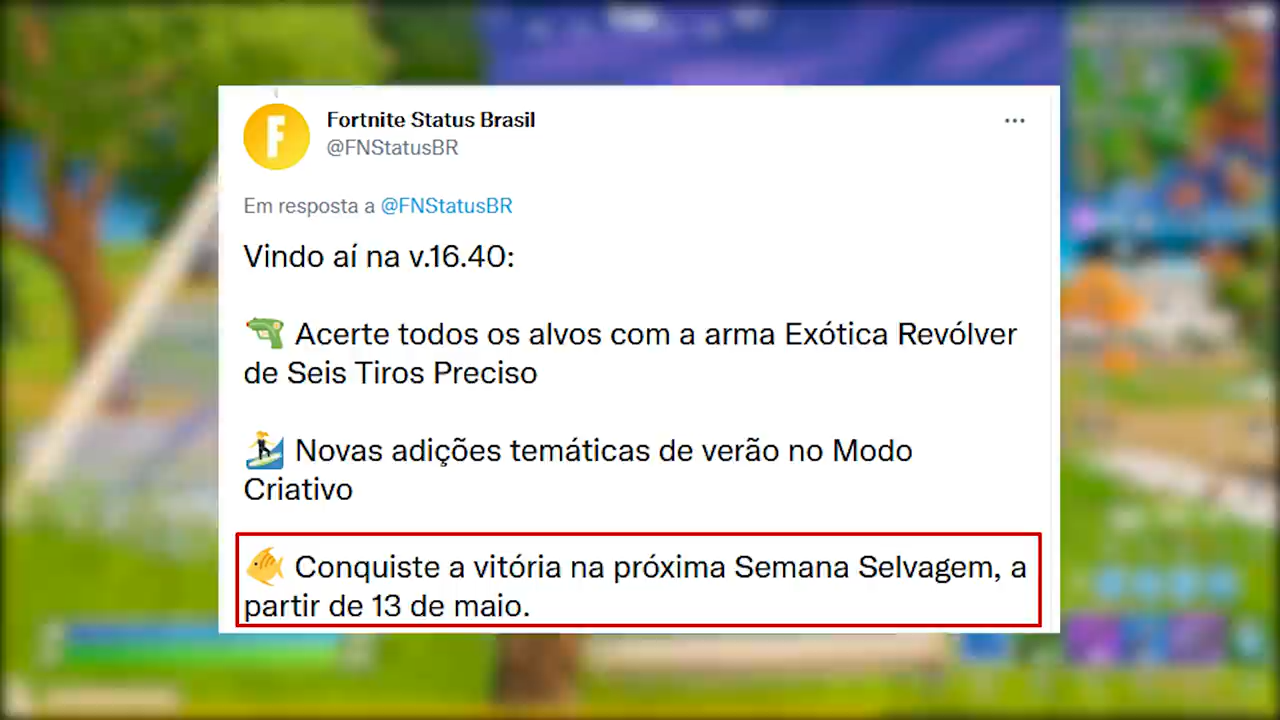 Fortnite Status Brasil
@FNStatusBR
Em resposta a @FNStatusBR
Vindo aí na v.16.40:
Acerte todos os alvos com a arma Exótica Revólver
de Seis Tiros Preciso
Novas adições temáticas de verão no Modo
Criativo
Conquiste a vitória na próxima Semana Selvagem, a
partir de 13 de maio.